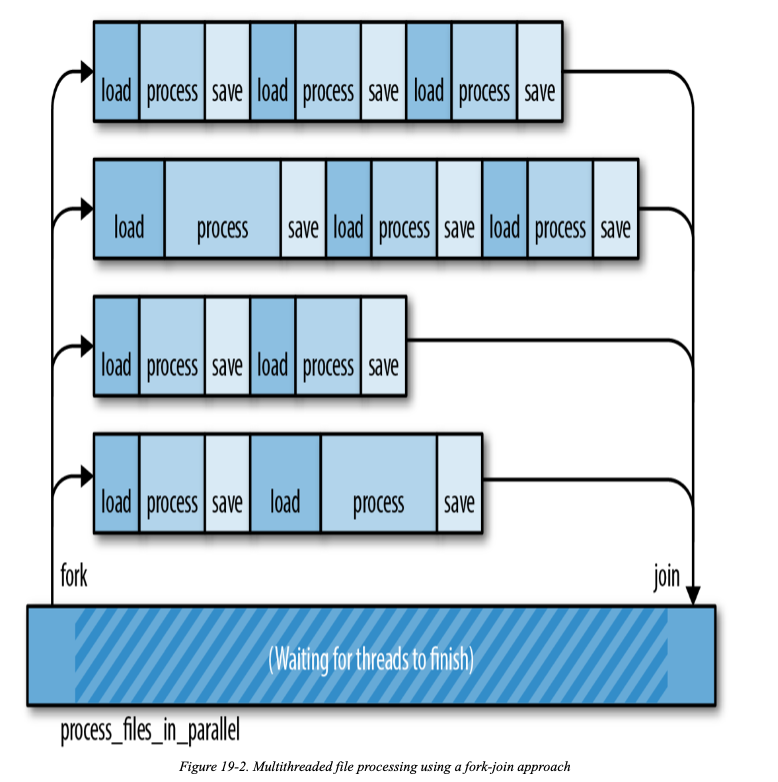 load process save load process save load process save
load process save load process save load process save
load process save load process save
load process save load process save
fork join
(Waiting for threads to finish)
process_files_in_parallel
Figure 19-2. Multithreaded file processing using a fork-join approach